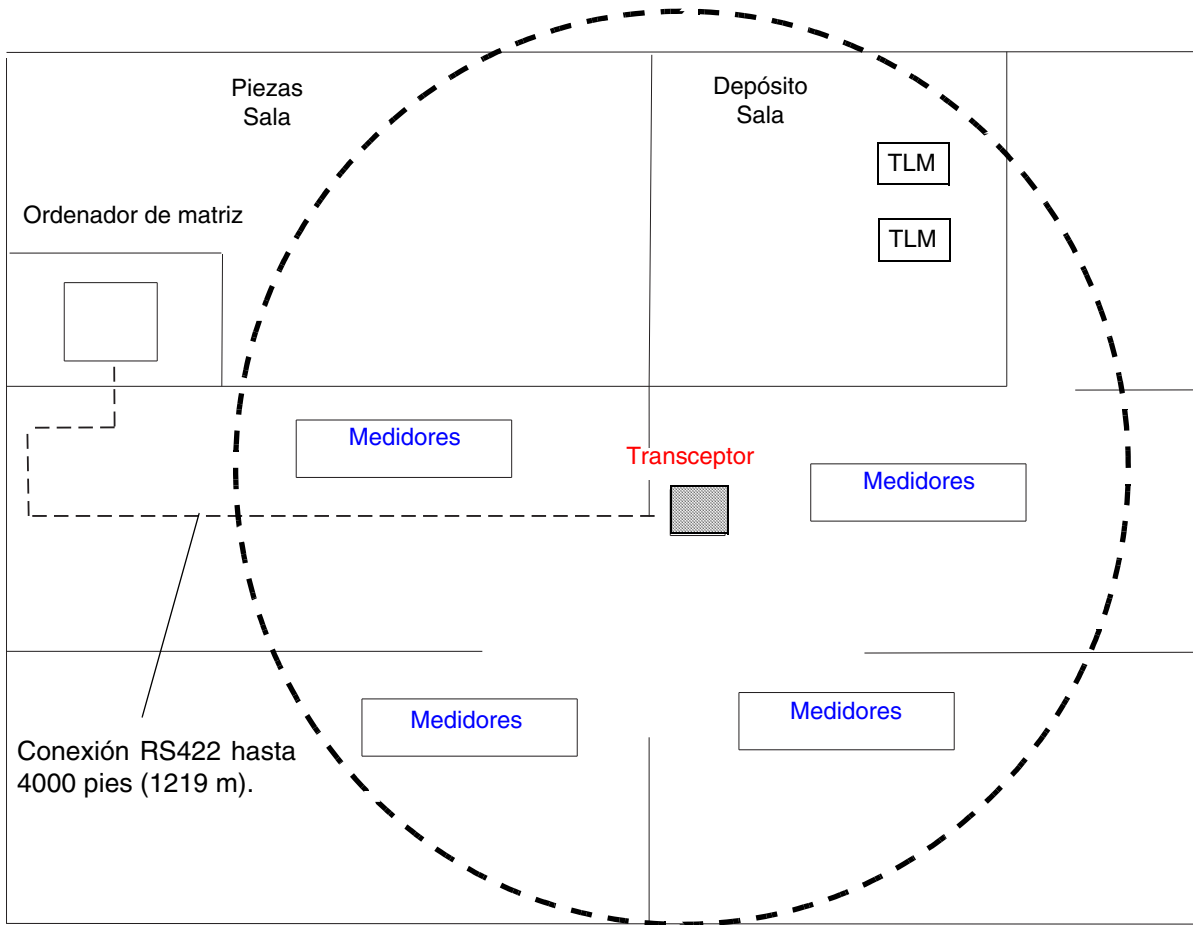 Piezas
Sala
Depósito
Sala
TLM
Ordenador de matriz
TLM
Medidores
Transceptor
Medidores
Medidores
Medidores
Conexión RS422 hasta
4000 pies (1219 m).